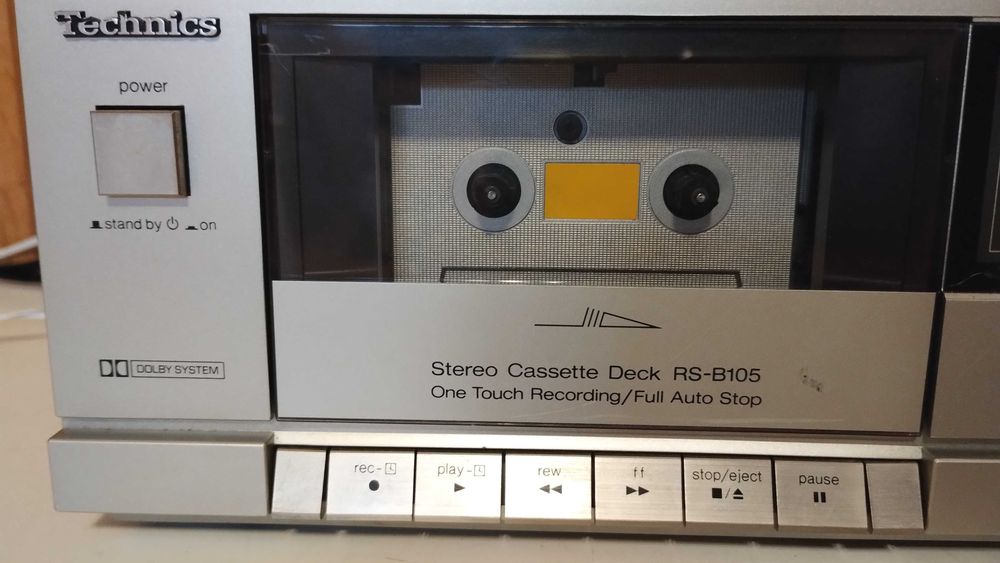 Technics
power
stand by on
DOLBY SYSTEM
Stereo Cassette Deck RS-B105
One Touch Recording/Full Auto Stop
rec-
play-
rew
ff
stop/eject
pause